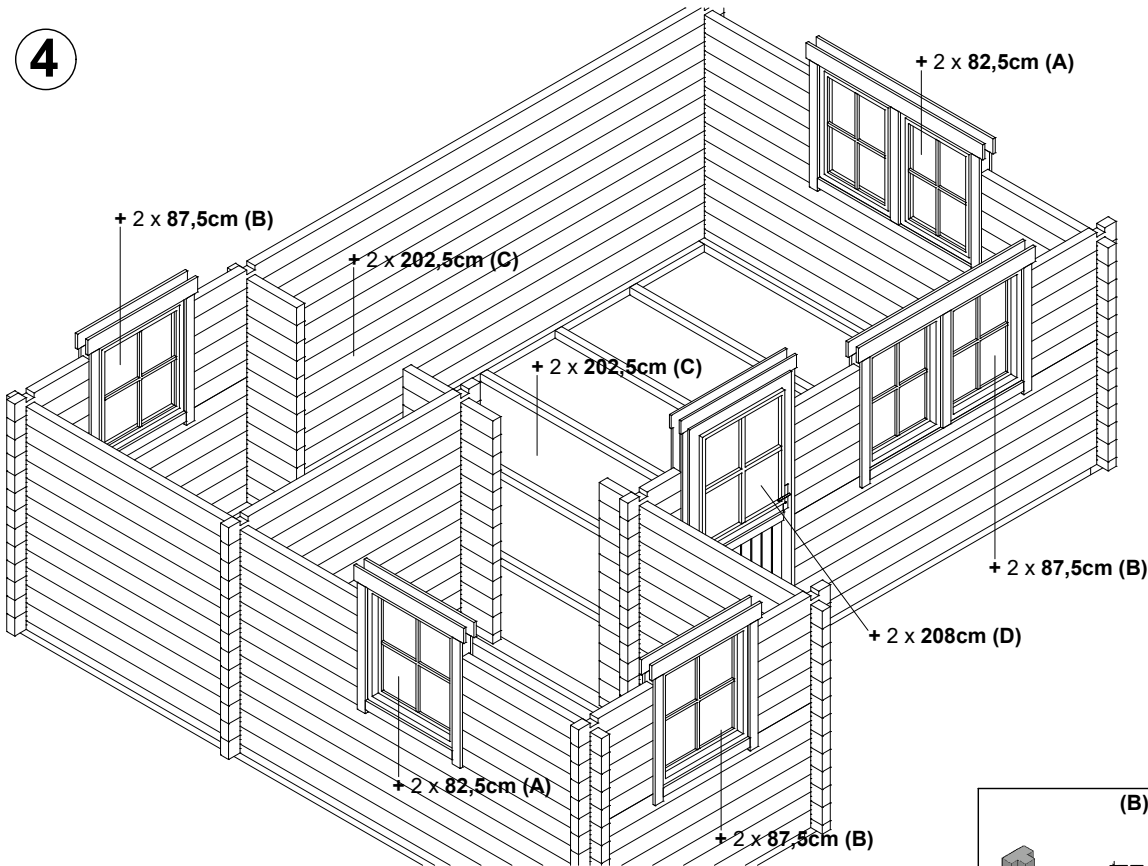 4
+ 2 x 82,5cm (A)
+ 2 x 87,5cm (B)
+ 2 x 202,5cm (C)
+ 2 x 202,5cm (C)
+ 2 x 87,5cm (B)
+ 2 x 208cm (D)
+ 2 x 82,5cm (A)
+ 2 x 87,5cm (B)
(B)